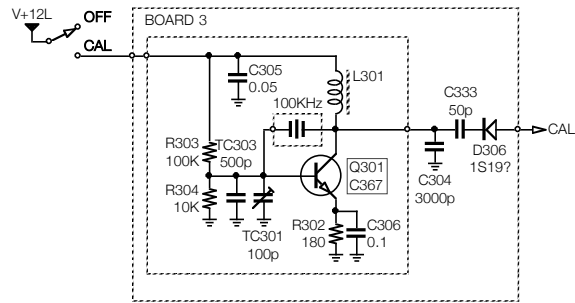 V+12L
OFF
CAL
BOARD 3
C305
0.05
L301
100KHz
C333
50p
CAL
D306
1S19?
R303
100K
TC303
500p
R304
10K
Q301
C367
C304
3000p
TC301
100p
R302
180
C306
0.1